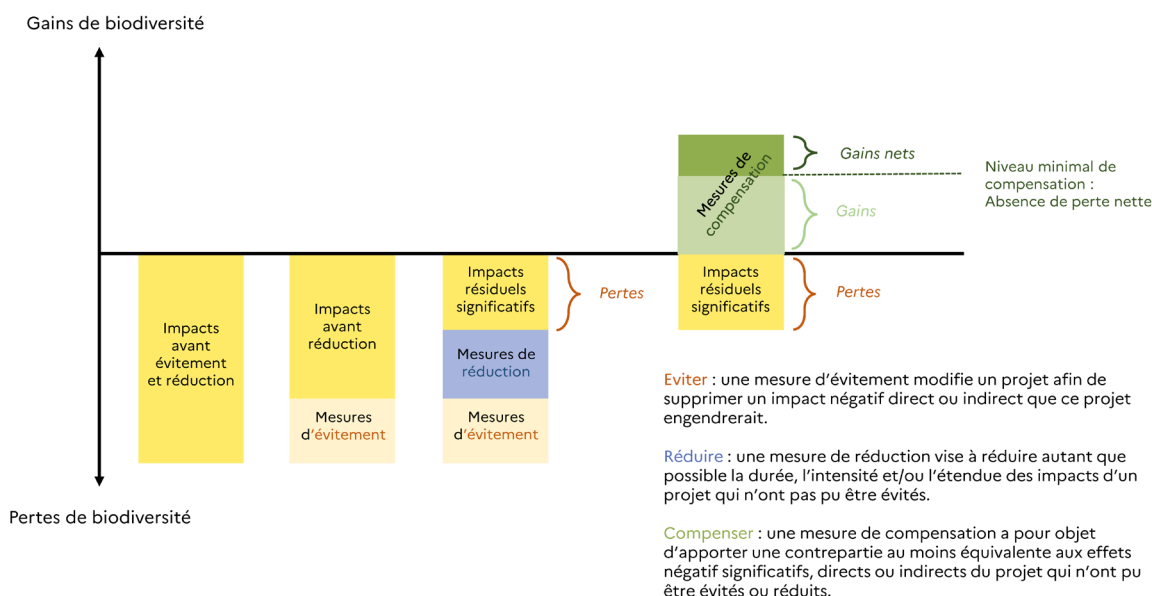 Gains de biodiversité
Gains nets
Niveau minimal de
compensation :
Absence de perte nette
Mesures de
compensation
Gains
Impacts
avant
évitement
et réduction
Impacts
avant
réduction
Mesures
d'évitement
Impacts
résiduels
significatifs
Pertes
Mesures de
réduction
Mesures
d'évitement
Impacts
résiduels
significatifs
Pertes
Pertes de biodiversité
Eviter : une mesure d'évitement modifie un projet afin de
supprimer un impact négatif direct ou indirect que ce projet
engendrerait.
Réduire : une mesure de réduction vise à réduire autant que
possible la durée, l'intensité et/ou l'étendue des impacts d'un
projet qui n'ont pas pu être évités.
Compenser : une mesure de compensation a pour objet
d'apporter une contrepartie au moins équivalente aux effets
négatif significatifs, directs ou indirects du projet qui n'ont pu
être évités ou réduits.